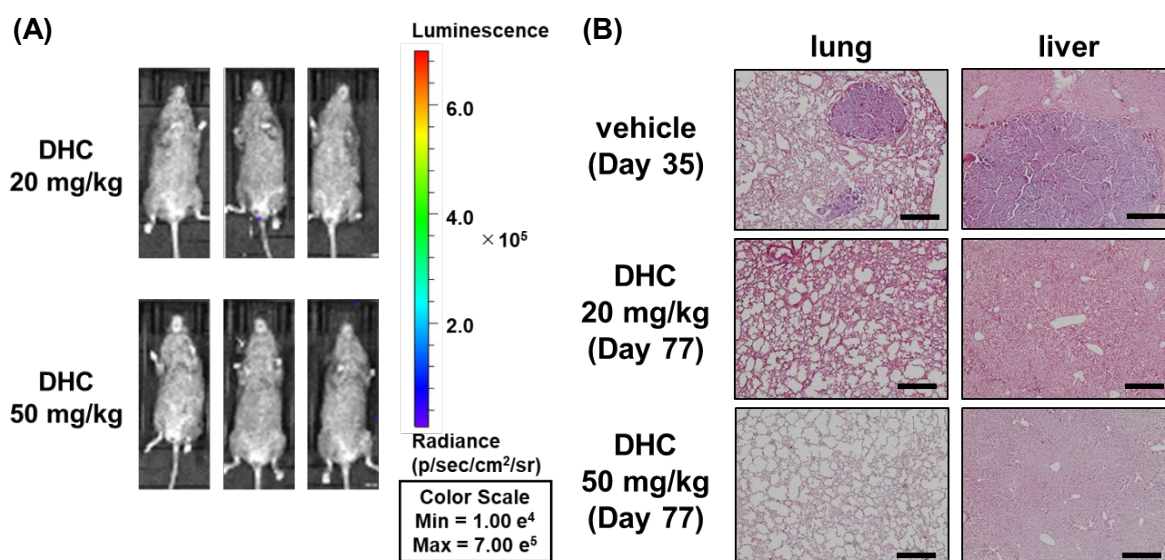 (A)
Luminescence
DHC
20 mg/kg
DHC
50 mg/kg
6.0
4.0
× 10⁵
2.0
Radiance
(p/sec/cm²/sr)
Color Scale
Min = 1.00 e⁴
Max = 7.00 e⁵
(B)
lung
liver
vehicle
(Day 35)
DHC
20 mg/kg
(Day 77)
DHC
50 mg/kg
(Day 77)